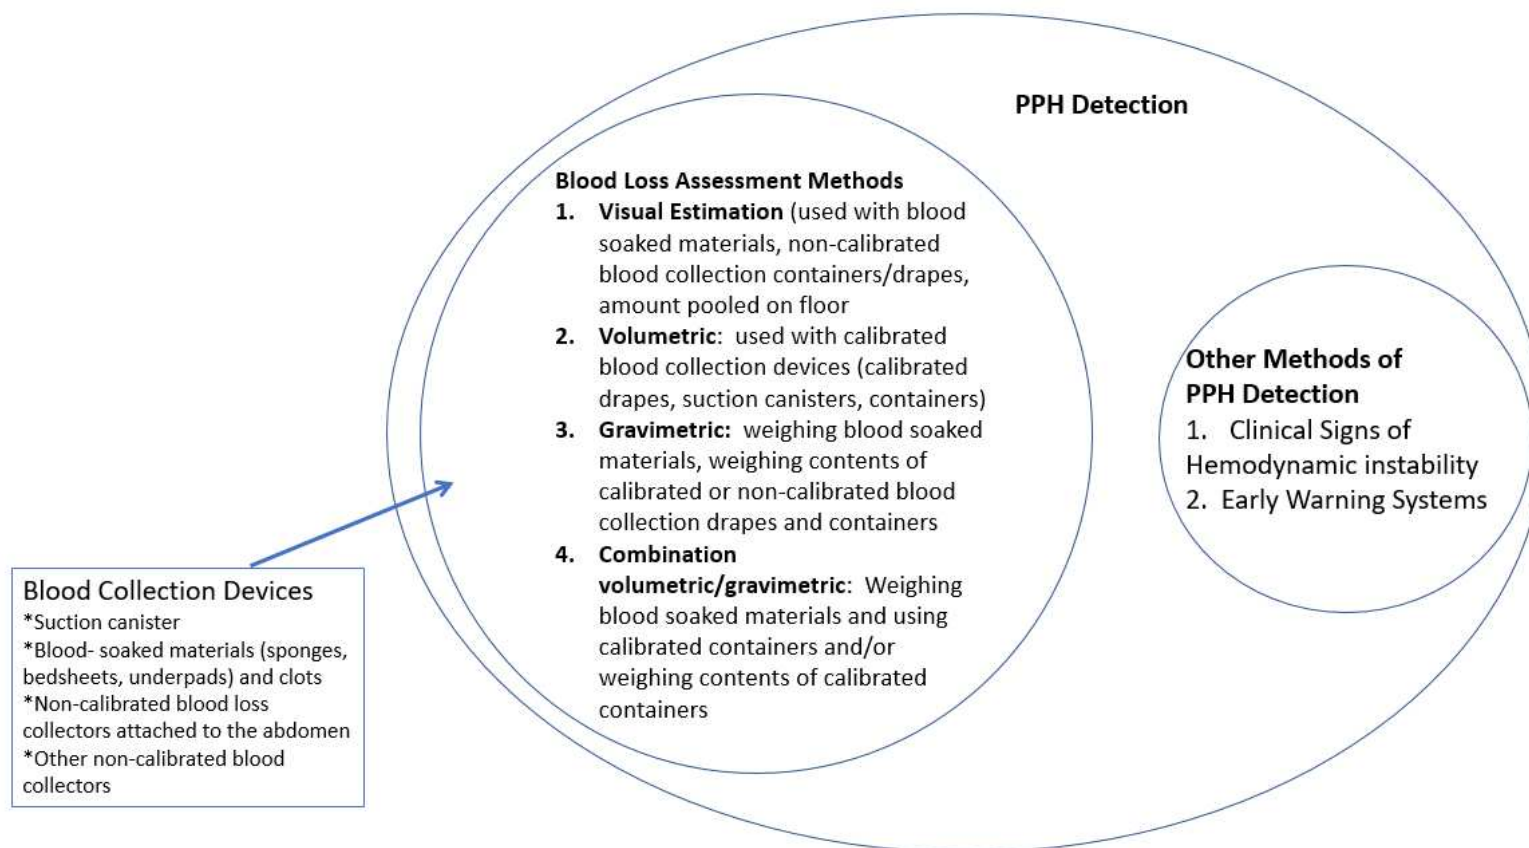 PPH Detection
Blood Loss Assessment Methods
1. Visual Estimation (used with blood
soaked materials, non-calibrated
blood collection containers/drapes,
amount pooled on floor
2. Volumetric: used with calibrated
blood collection devices (calibrated
drapes, suction canisters, containers)
3. Gravimetric: weighing blood soaked
materials, weighing contents of
calibrated or non-calibrated blood
collection drapes and containers
4. Combination
volumetric/gravimetric: Weighing
blood soaked materials and using
calibrated containers and/or
weighing contents of calibrated
containers
Other Methods of
PPH Detection
1. Clinical Signs of
Hemodynamic instability
2. Early Warning Systems
Blood Collection Devices
*Suction canister
*Blood- soaked materials (sponges,
bedsheets, underpads) and clots
*Non-calibrated blood loss
collectors attached to the abdomen
*Other non-calibrated blood
collectors